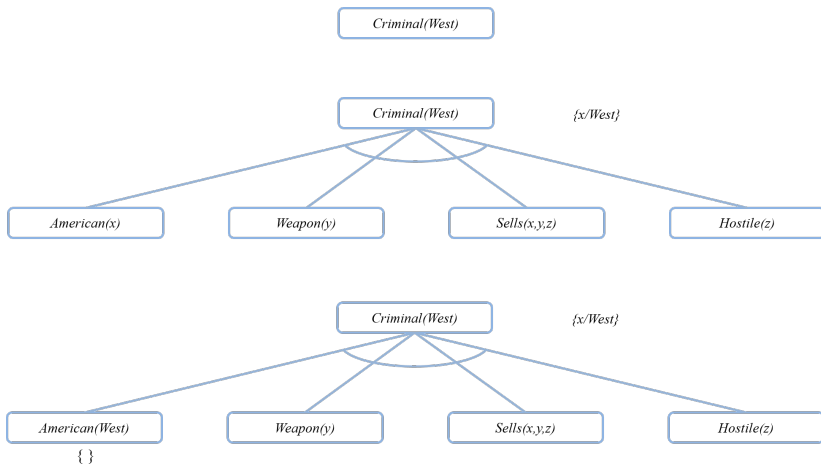 Criminal(West)
Criminal(West) {x/West}
American(x) Weapon(y) Sells(x,y,z) Hostile(z)
Criminal(West) {x/West}
American(West) Weapon(y) Sells(x,y,z) Hostile(z)
{ }